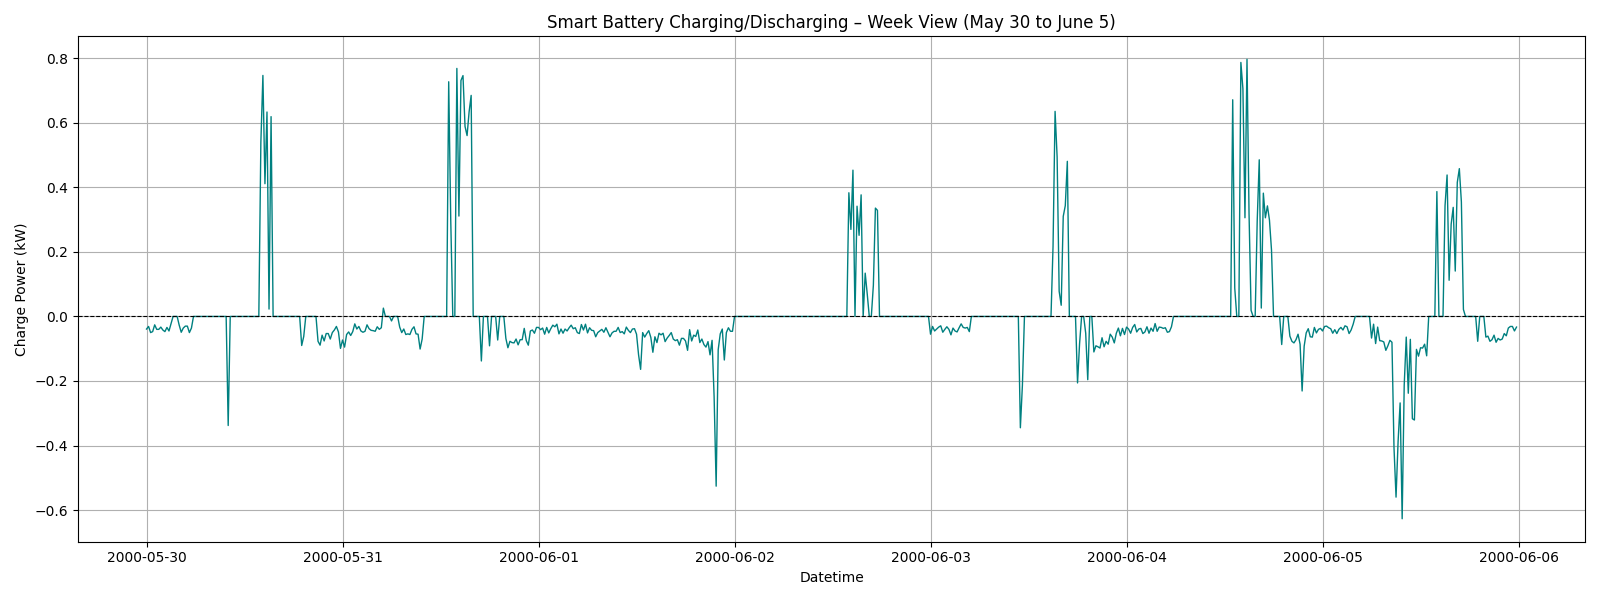 Smart Battery Charging/Discharging – Week View (May 30 to June 5)
Charge Power (kW)
0.8
0.6
0.4
0.2
0.0
−0.2
−0.4
−0.6
2000-05-30 2000-05-31 2000-06-01 2000-06-02 2000-06-03 2000-06-04 2000-06-05 2000-06-06
Datetime